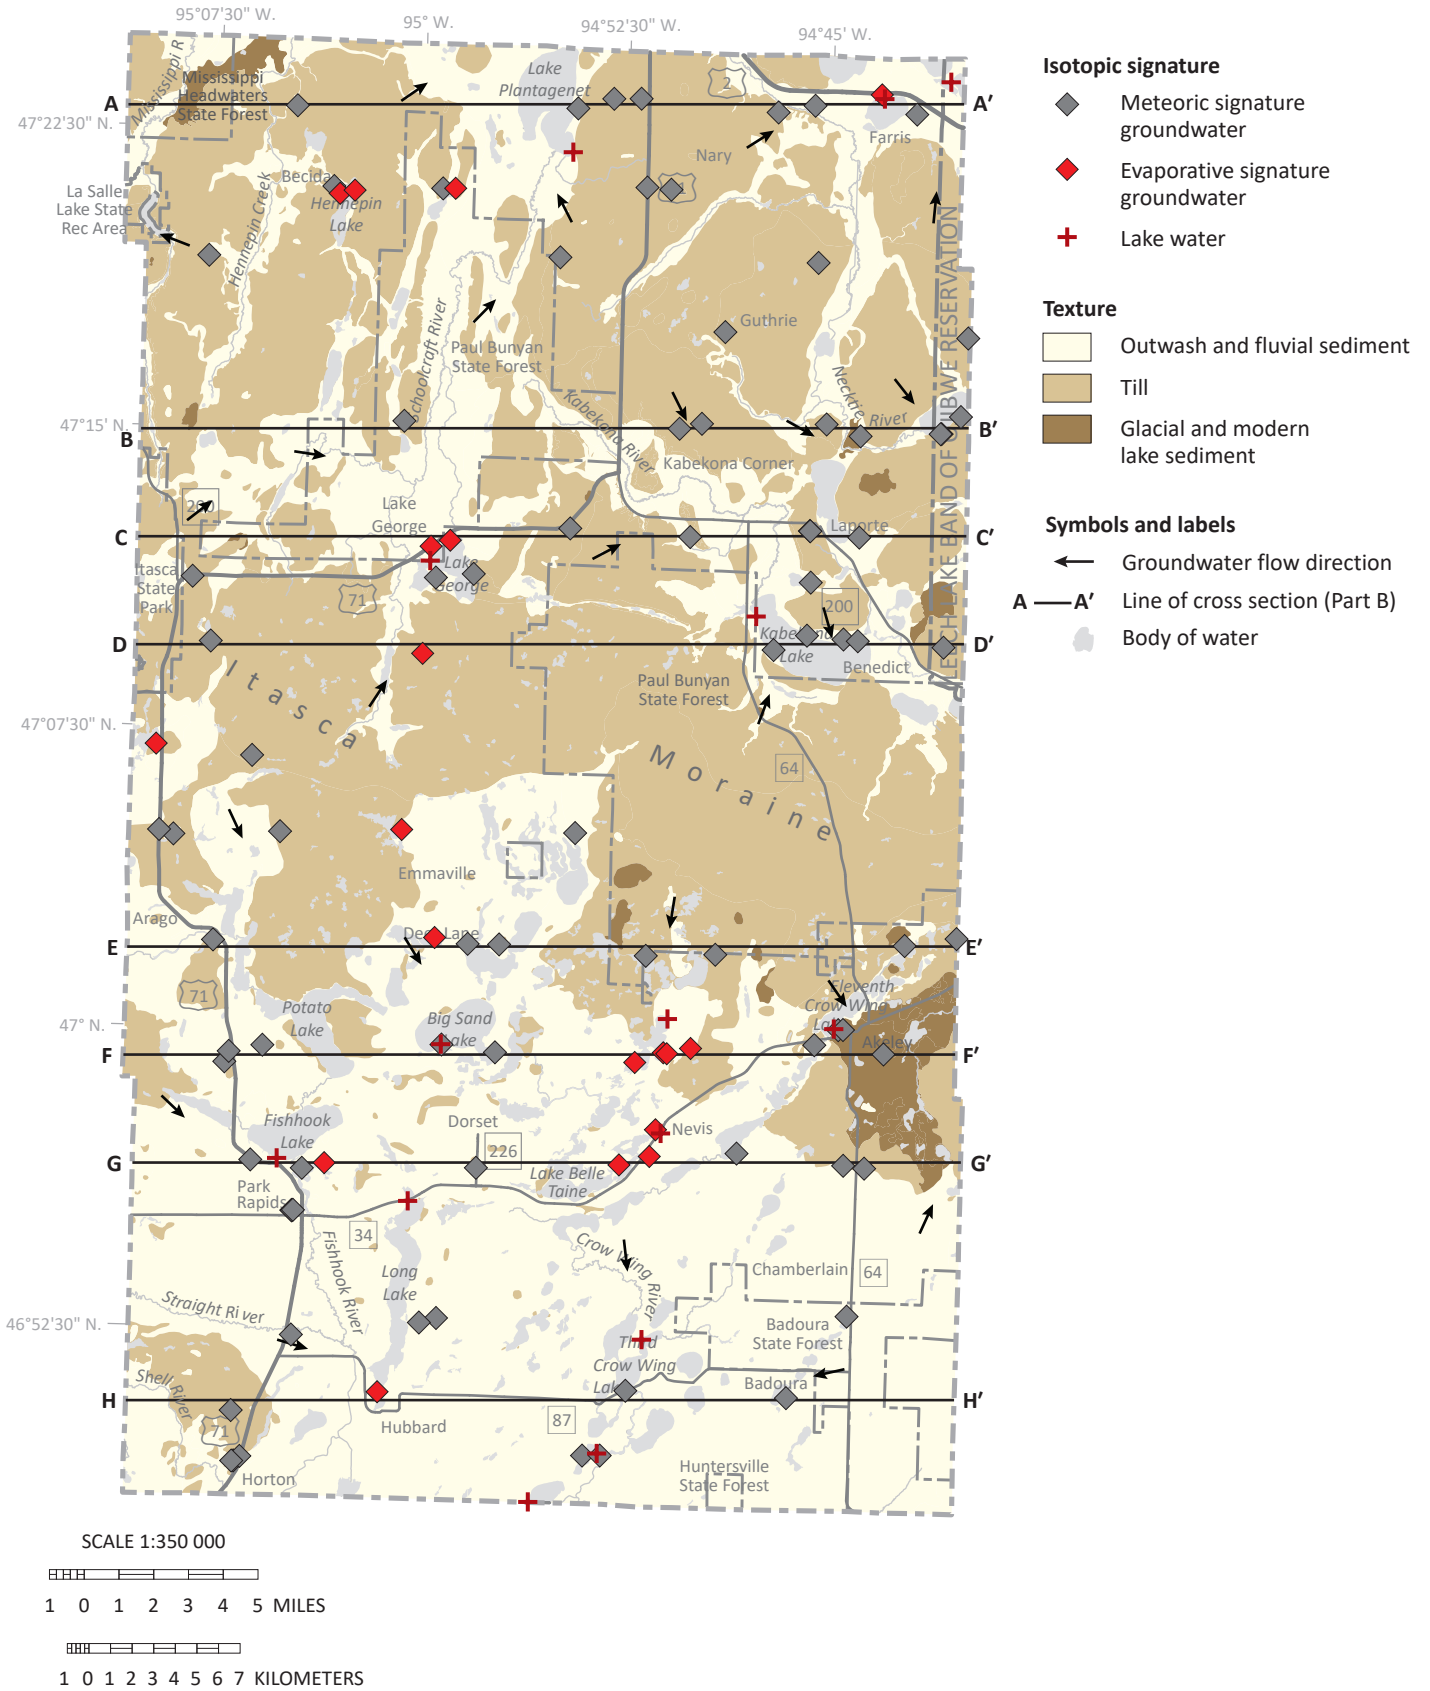 95°07'30" W.
95° W.
94°52'30" W.
94°45' W.
Mississippi R
Mississippi
Headwaters
State Forest
Lake
Plantagenet
2
A
A′
47°22'30" N.
Farris
Nary
La Salle
Lake State
Rec Area
Becida
Hennepin
Lake
Hennepin Creek
Schoolcraft River
Paul Bunyan
State Forest
Guthrie
LEECH LAKE BAND OF OJIBWE RESERVATION
Necktie
River
Kabekona River
47°15' N.
B
B′
Kabekona Corner
200
Lake
George
Laporte
C
C′
Lake
George
Itasca
State
Park
71
200
Kabekona
Lake
D
D′
Benedict
Paul Bunyan
State Forest
Itasca
Moraine
47°07'30" N.
64
Emmaville
Arago
Deer Lane
E
E′
71
Potato
Lake
Big Sand
Lake
Eleventh
Crow Wing
Lake
47° N.
Akeley
F
F′
Fishhook
Lake
Dorset
Nevis
226
G
G′
Lake Belle
Taine
Park
Rapids
34
Fishhook River
Long
Lake
Crow Wing River
Chamberlain
64
Straight River
46°52'30" N.
Badoura
State Forest
Third
Crow Wing
Lake
Shell River
Badoura
H
H′
Hubbard
87
71
Horton
Huntersville
State Forest
Isotopic signature
Meteoric signature
groundwater
Evaporative signature
groundwater
Lake water
Texture
Outwash and fluvial sediment
Till
Glacial and modern
lake sediment
Symbols and labels
Groundwater flow direction
A A′ Line of cross section (Part B)
Body of water
SCALE 1:350 000
1 0 1 2 3 4 5 MILES
1 0 1 2 3 4 5 6 7 KILOMETERS